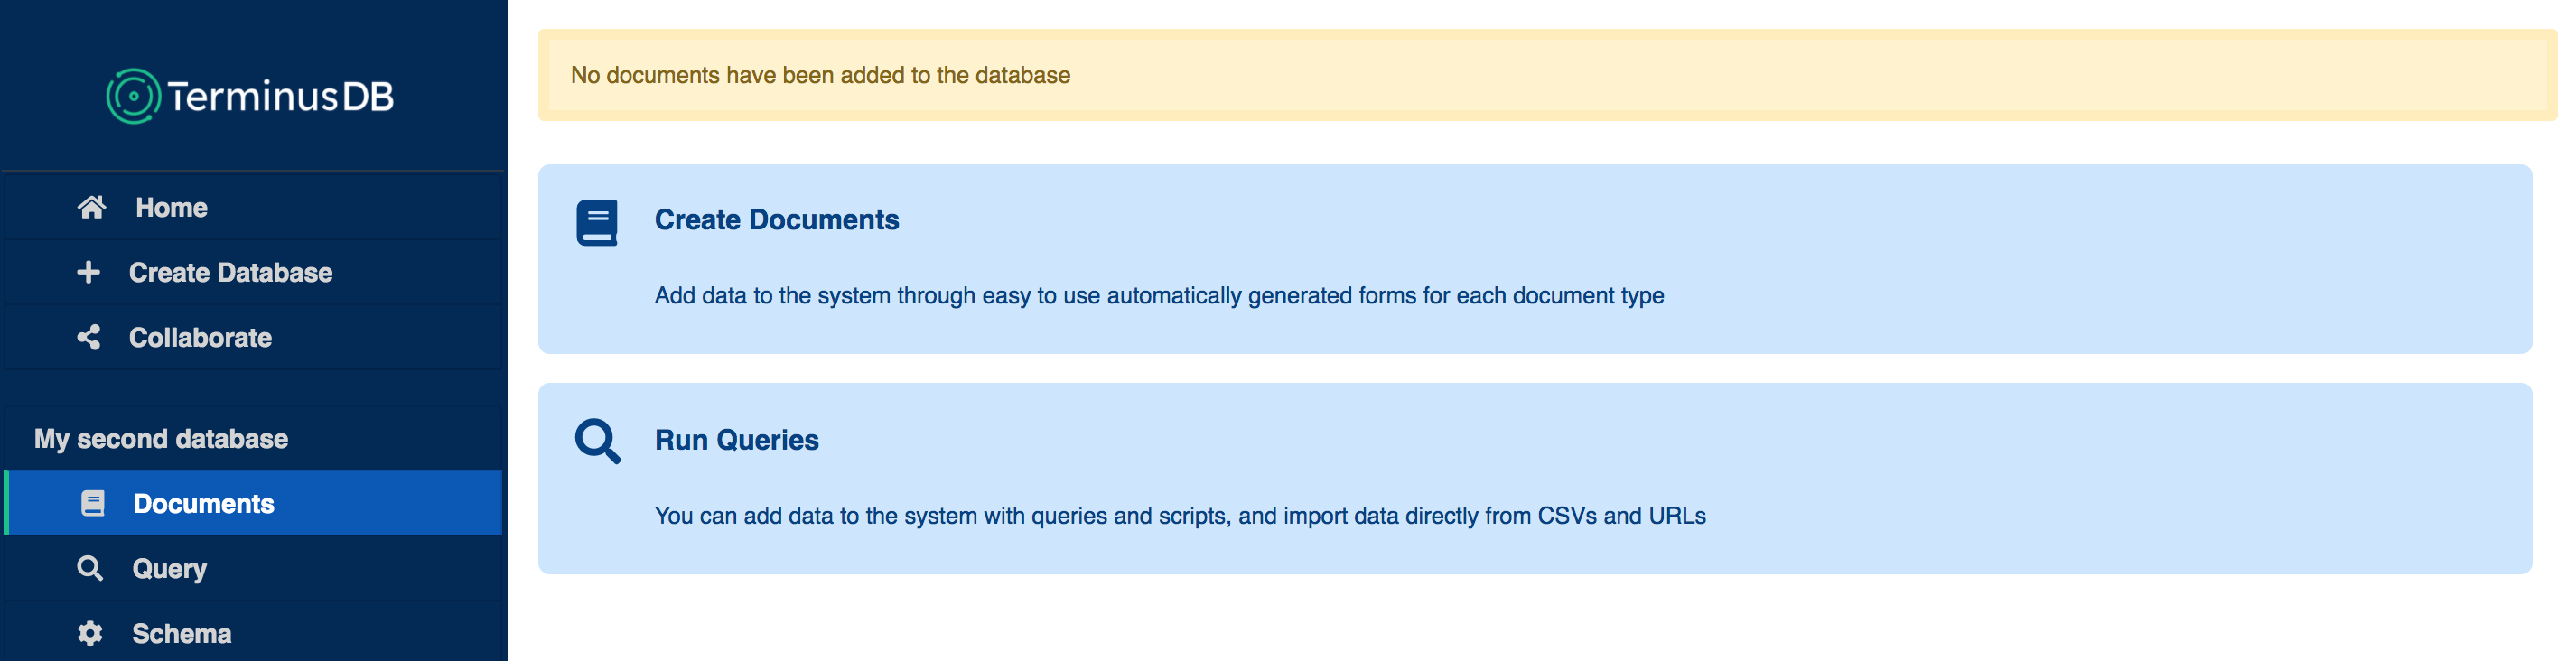 TerminusDB
Home
Create Database
Collaborate
My second database
Documents
Query
Schema
No documents have been added to the database
Create Documents
Add data to the system through easy to use automatically generated forms for each document type
Run Queries
You can add data to the system with queries and scripts, and import data directly from CSVs and URLs